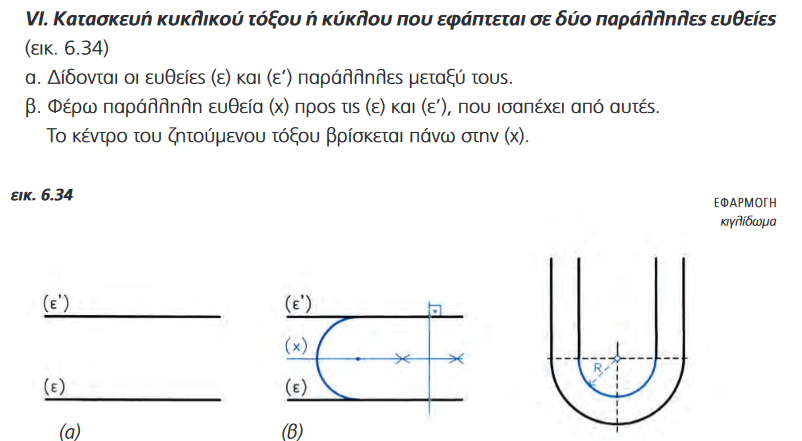 VI. Κατασκευή κυκλικού τόξου ή κύκλου που εφάπτεται σε δύο παράλληλες ευθείες
(εικ. 6.34)
α. Δίδονται οι ευθείες (ε) και (ε’) παράλληλες μεταξύ τους.
β. Φέρω παράλληλη ευθεία (x) προς τις (ε) και (ε’), που ισαπέχει από αυτές.
Το κέντρο του ζητούμενου τόξου βρίσκεται πάνω στην (x).
εικ. 6.34
ΕΦΑΡΜΟΓΗ
κιγλίδωμα
(ε') (ε')
(x)
R
(ε) (ε)
(α) (β)